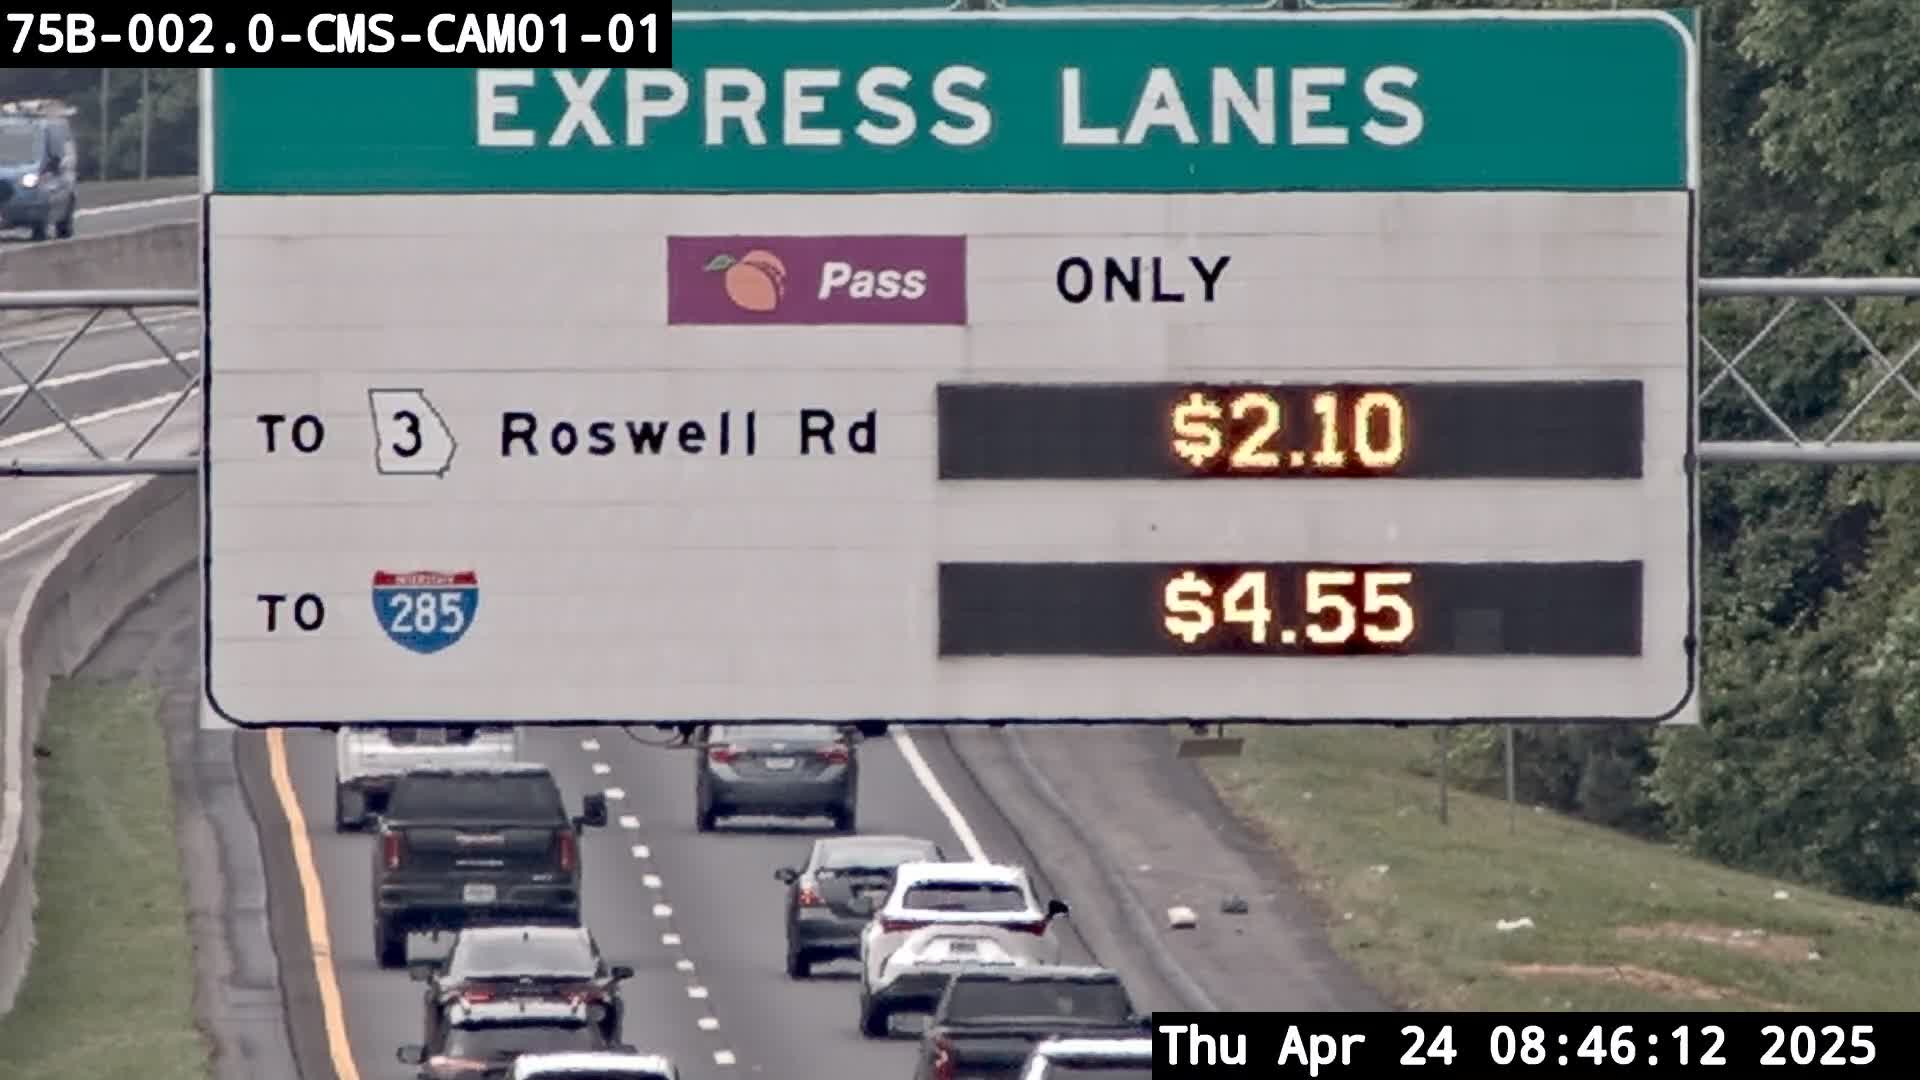 75B-002.0-CMS-CAM01-01
EXPRESS LANES
Pass ONLY
TO 3 Roswell Rd $2.10
TO INTERSTATE 285 $4.55
Thu Apr 24 08:46:12 2025